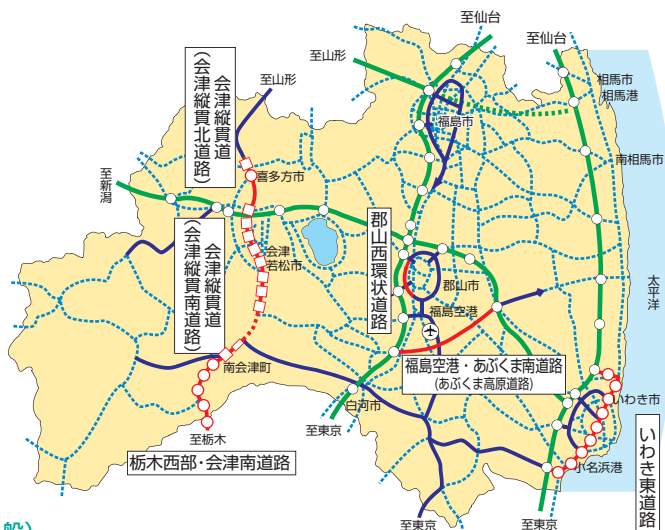 至仙台
至仙台
至山形
至山形
相馬市
相馬港
福島市
会津縦貫道
(会津縦貫北道路)
南相馬市
喜多方市
至新潟
郡山西環状道路
会津縦貫道
(会津縦貫南道路)
会津
若松市
郡山市
太平洋
福島空港
福島空港・あぶくま南道路
(あぶくま高原道路)
南会津町
白河市
いわき市
至東京
至栃木
栃木西部・会津南道路
いわき東道路
小名浜港
至東京
至東京
船)